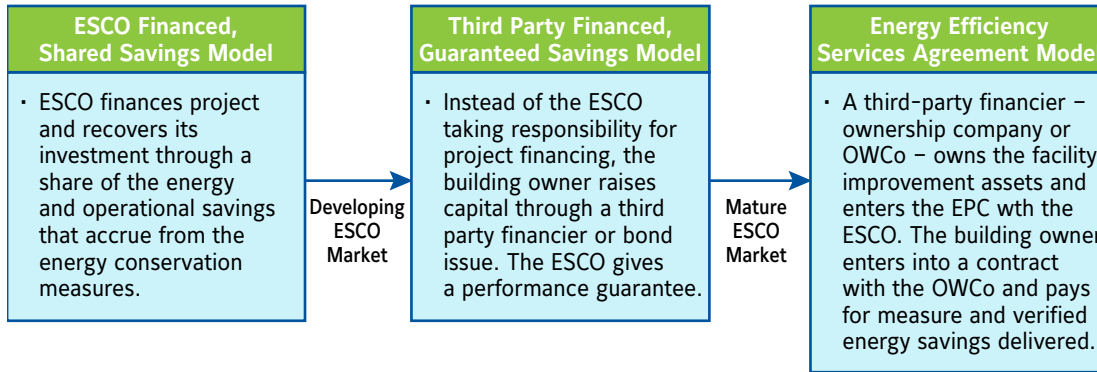 ESCO Financed,
Shared Savings Model
· ESCO finances project
and recovers its
investment through a
share of the energy
and operational savings
that accrue from the
energy conservation
measures.
Developing
ESCO
Market
Third Party Financed,
Guaranteed Savings Model
· Instead of the ESCO
taking responsibility for
project financing, the
building owner raises
capital through a third
party financier or bond
issue. The ESCO gives
a performance guarantee.
Mature
ESCO
Market
Energy Efficiency
Services Agreement Mode
· A third-party financier –
ownership company or
OWCo – owns the facility
improvement assets and
enters the EPC wth the
ESCO. The building owner
enters into a contract
with the OWCo and pays
for measure and verified
energy savings delivered.